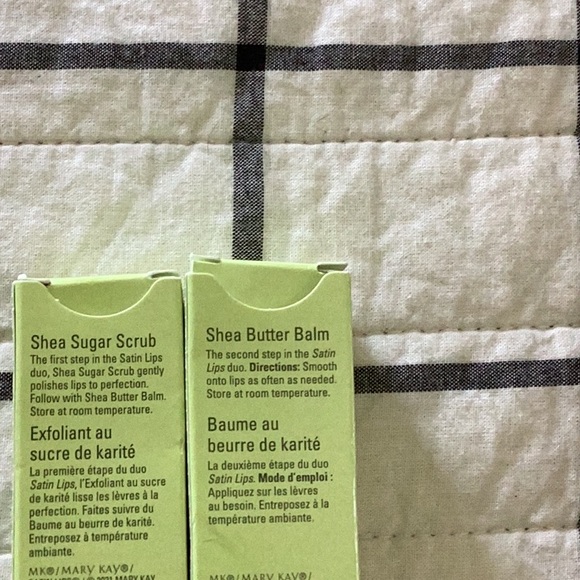 Shea Sugar Scrub
The first step in the Satin Lips
duo, Shea Sugar Scrub gently
polishes lips to perfection.
Follow with Shea Butter Balm.
Store at room temperature.
Exfoliant au
sucre de karité
La première étape du duo
Satin Lips, l'Exfoliant au sucre
de karité lisse les lèvres à la
perfection. Faites suivre du
Baume au beurre de karité.
Entreposez à température
ambiante.
MK®/MARY KAY®/
2021 MARY KAY
Shea Butter Balm
The second step in the Satin
Lips duo. Directions: Smooth
onto lips as often as needed.
Store at room temperature.
Baume au
beurre de karité
La deuxième étape du duo
Satin Lips. Mode d'emploi :
Appliquez sur les lèvres
au besoin. Entreposez à la
température ambiante.
MK®/MARY KAY®/